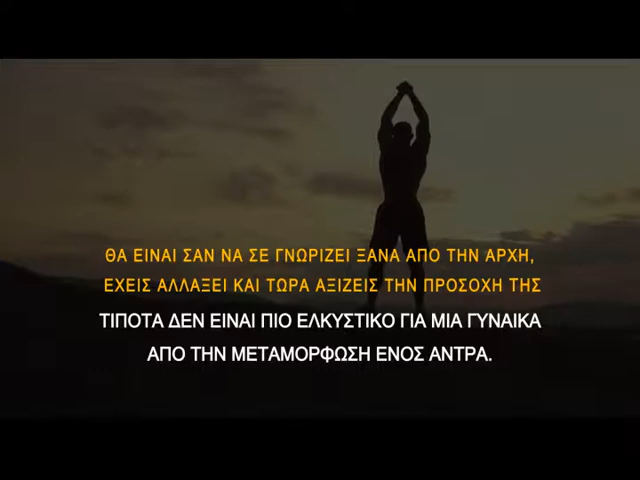 ΘΑ ΕΙΝΑΙ ΣΑΝ ΝΑ ΣΕ ΓΝΩΡΙΖΕΙ ΞΑΝΑ ΑΠΟ ΤΗΝ ΑΡΧΗ,
ΕΧΕΙΣ ΑΛΛΑΞΕΙ ΚΑΙ ΤΩΡΑ ΑΞΙΖΕΙΣ ΤΗΝ ΠΡΟΣΟΧΗ ΤΗΣ
ΤΙΠΟΤΑ ΔΕΝ ΕΙΝΑΙ ΠΙΟ ΕΛΚΥΣΤΙΚΟ ΓΙΑ ΜΙΑ ΓΥΝΑΙΚΑ
ΑΠΟ ΤΗΝ ΜΕΤΑΜΟΡΦΩΣΗ ΕΝΟΣ ΑΝΤΡΑ.